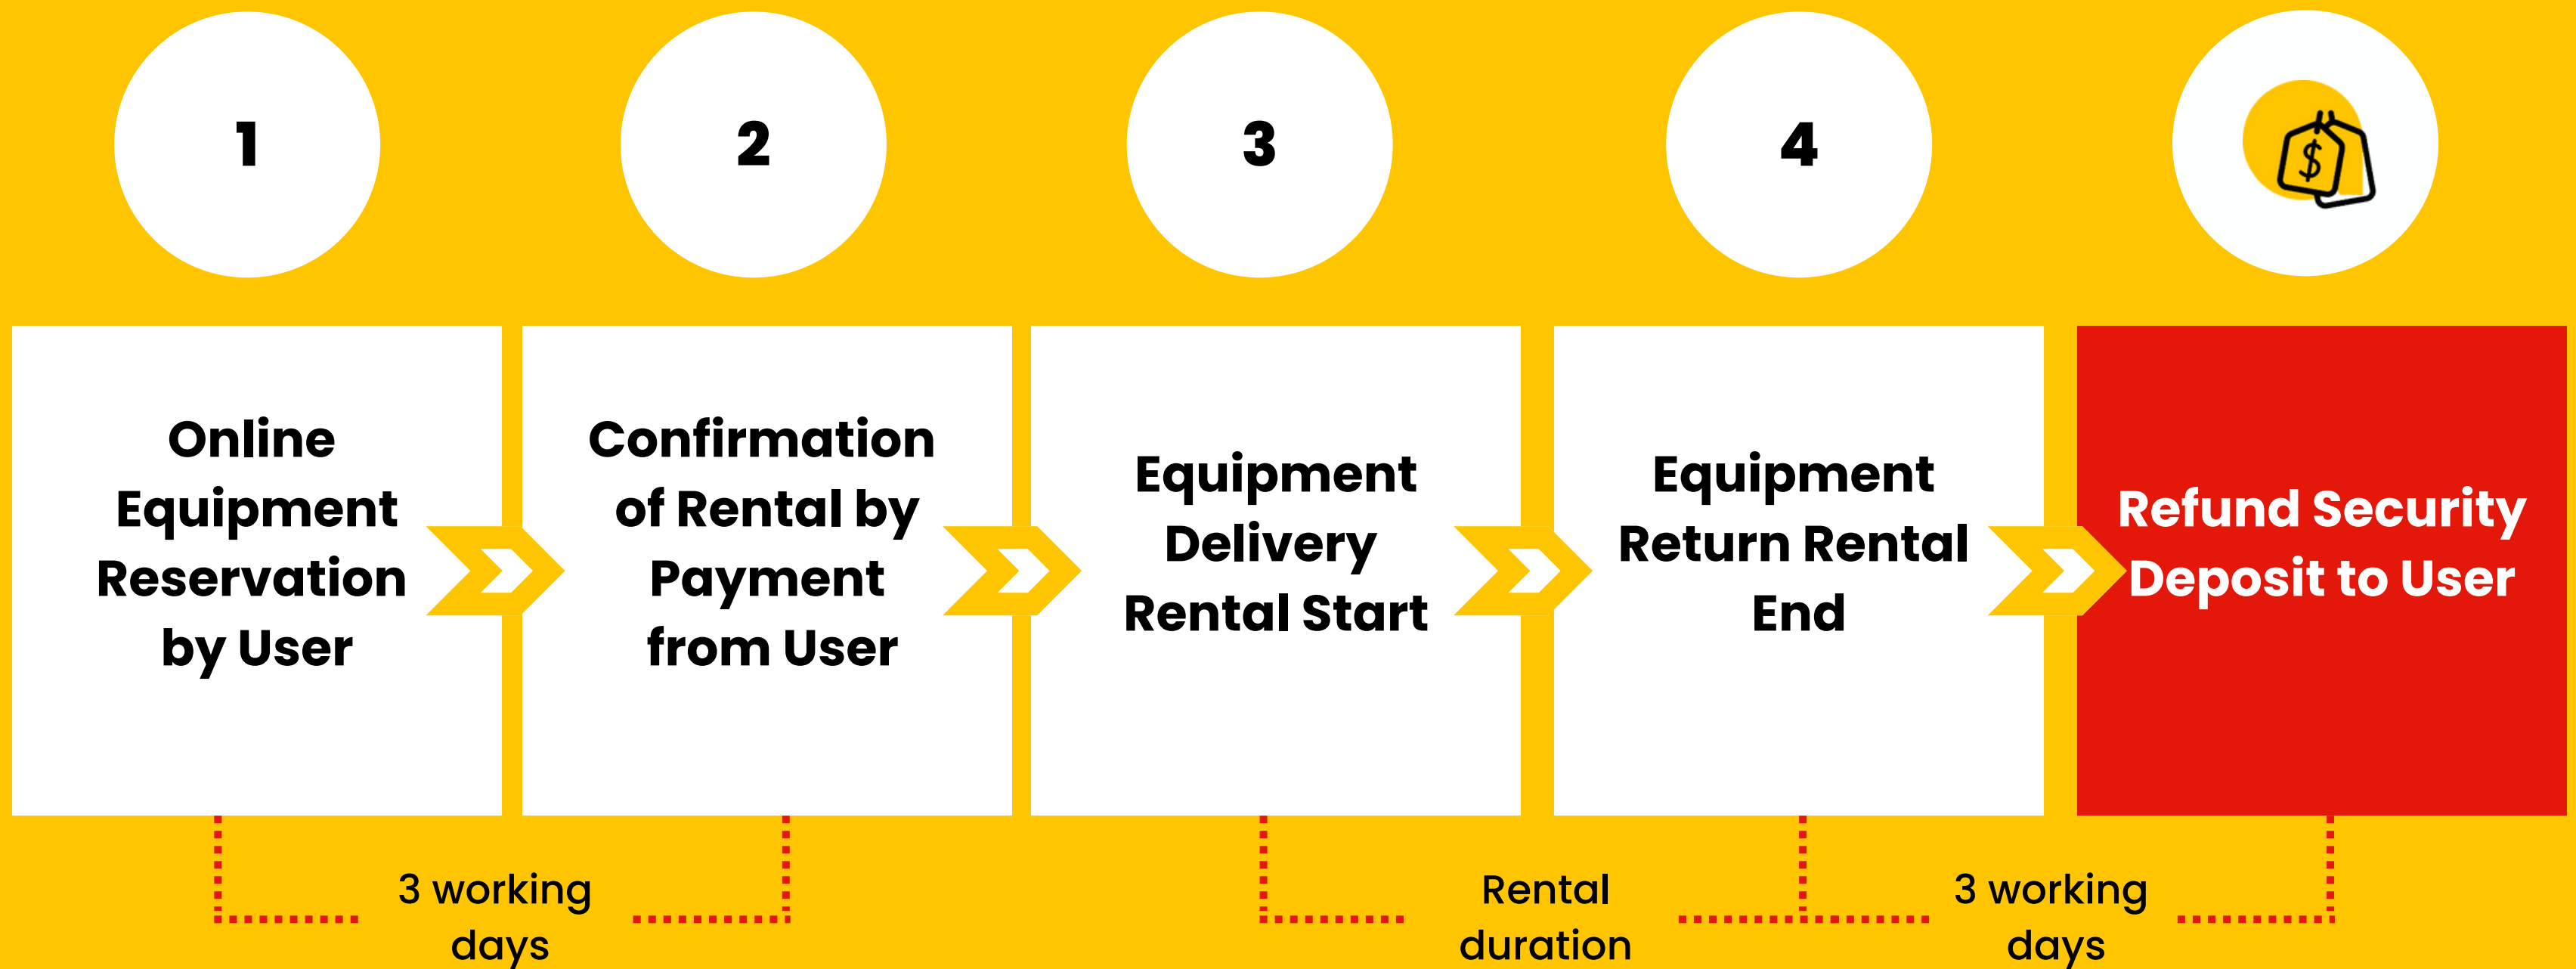 1
2
3
4
$
Online
Equipment
Reservation
by User
Confirmation
of Rental by
Payment
from User
Equipment
Delivery
Rental Start
Equipment
Return Rental
End
Refund Security
Deposit to User
3 working
days
Rental
duration
3 working
days